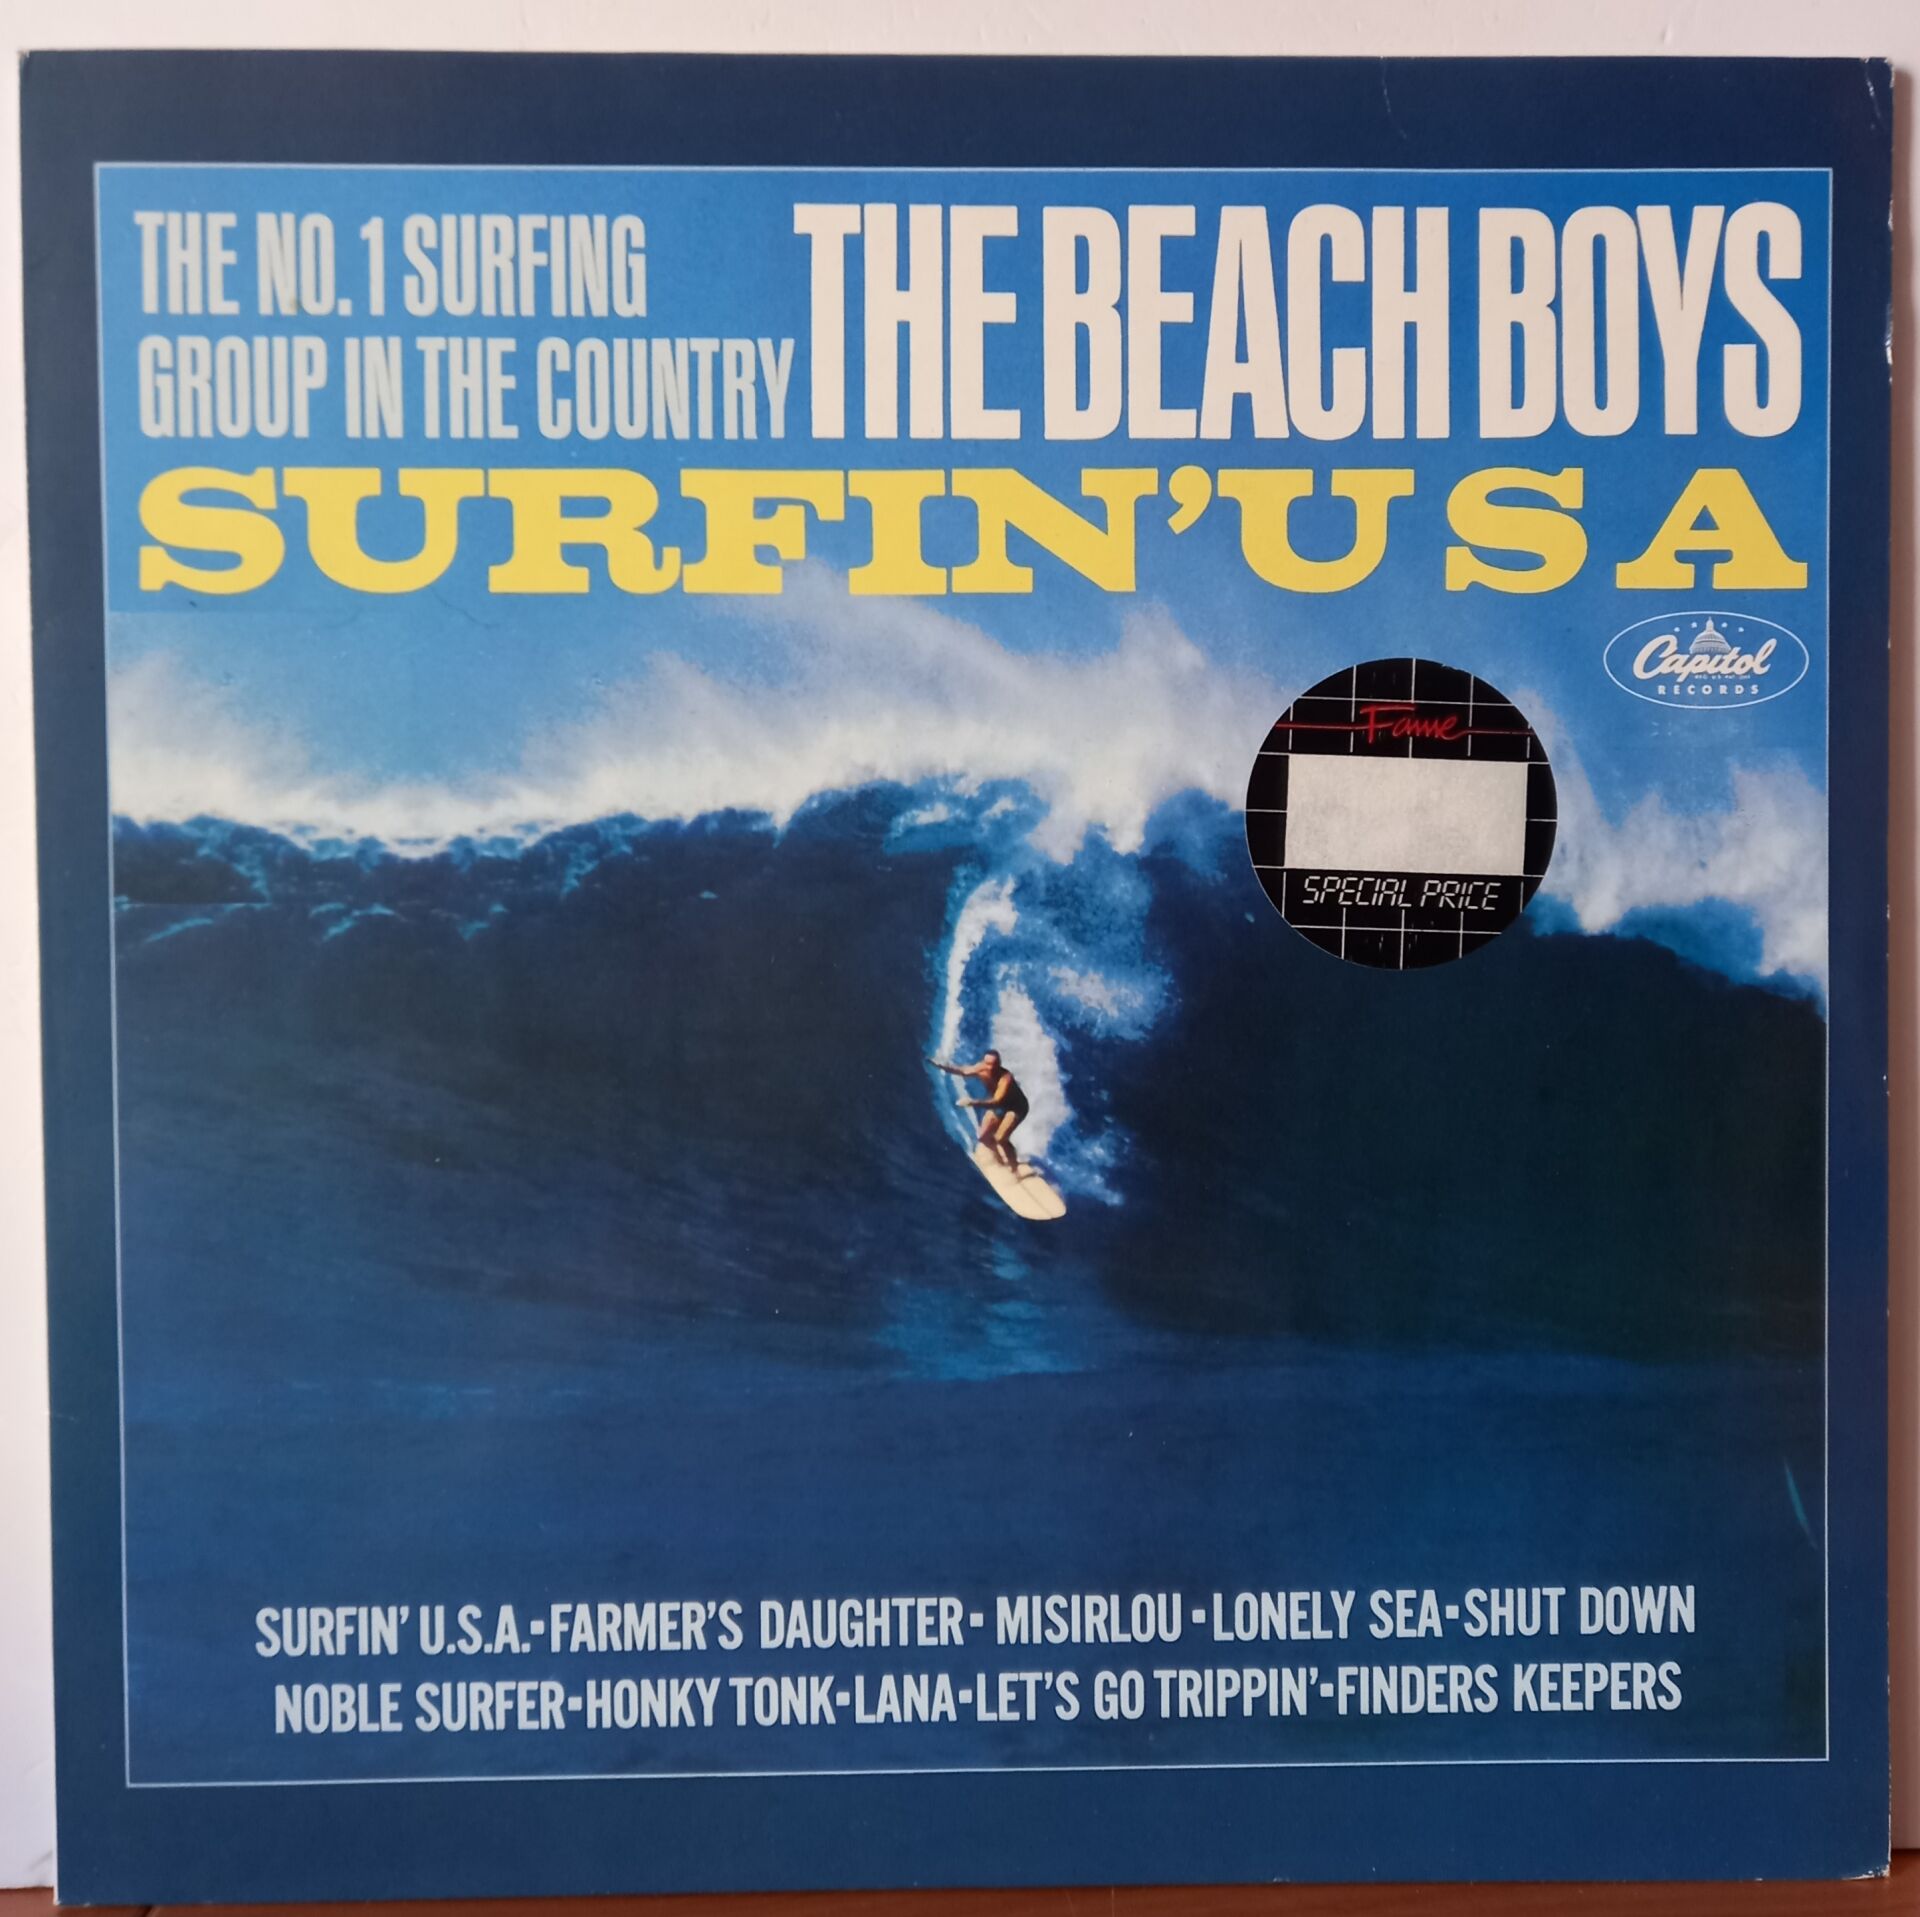 THE NO. 1 SURFING
GROUP IN THE COUNTRY
THE BEACH BOYS
SURFIN' USA
Capitol
RECORDS
Fame
SPECIAL PRICE
SURFIN' U.S.A.-FARMER'S DAUGHTER-MISIRLOU-LONELY SEA-SHUT DOWN
NOBLE SURFER-HONKY TONK-LANA-LET'S GO TRIPPIN'-FINDERS KEEPERS